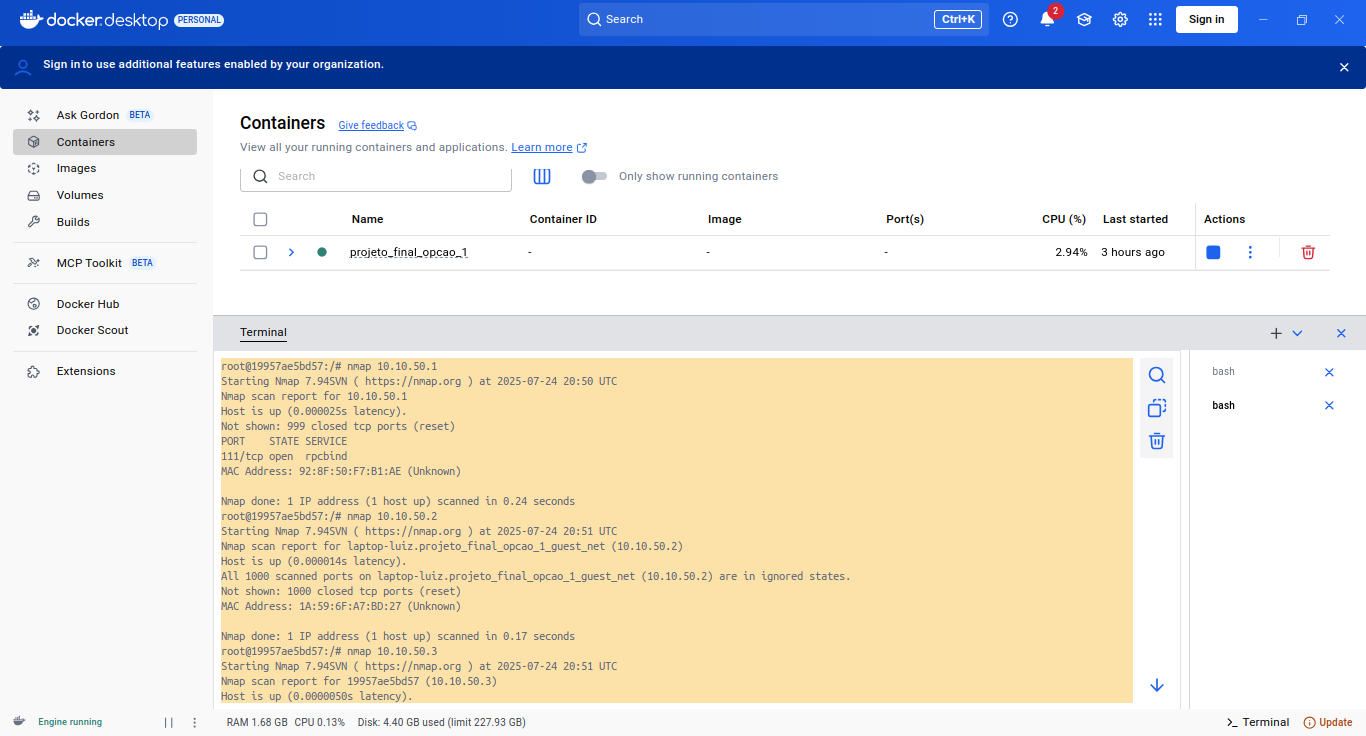 docker.desktop PERSONAL Search Ctrl+K 2 Sign in
Sign in to use additional features enabled by your organization.
Ask Gordon BETA
Containers
Images
Volumes
Builds
MCP Toolkit BETA
Docker Hub
Docker Scout
Extensions
Containers Give feedback
View all your running containers and applications. Learn more
Search Only show running containers
Name Container ID Image Port(s) CPU (%) Last started Actions
projeto_final_opcao_1 - - - 2.94% 3 hours ago
Terminal
root@19957ae5bd57:/# nmap 10.10.50.1
Starting Nmap 7.94SVN ( https://nmap.org ) at 2025-07-24 20:50 UTC
Nmap scan report for 10.10.50.1
Host is up (0.000025s latency).
Not shown: 999 closed tcp ports (reset)
PORT    STATE SERVICE
111/tcp open  rpcbind
MAC Address: 92:8F:50:F7:B1:AE (Unknown)
Nmap done: 1 IP address (1 host up) scanned in 0.24 seconds
root@19957ae5bd57:/# nmap 10.10.50.2
Starting Nmap 7.94SVN ( https://nmap.org ) at 2025-07-24 20:51 UTC
Nmap scan report for laptop-luiz.projeto_final_opcao_1_guest_net (10.10.50.2)
Host is up (0.000014s latency).
All 1000 scanned ports on laptop-luiz.projeto_final_opcao_1_guest_net (10.10.50.2) are in ignored states.
Not shown: 1000 closed tcp ports (reset)
MAC Address: 1A:59:6F:A7:BD:27 (Unknown)
Nmap done: 1 IP address (1 host up) scanned in 0.17 seconds
root@19957ae5bd57:/# nmap 10.10.50.3
Starting Nmap 7.94SVN ( https://nmap.org ) at 2025-07-24 20:51 UTC
Nmap scan report for 19957ae5bd57 (10.10.50.3)
Host is up (0.0000050s latency).
bash
bash
Engine running RAM 1.68 GB CPU 0.13% Disk: 4.40 GB used (limit 227.93 GB) >_ Terminal Update